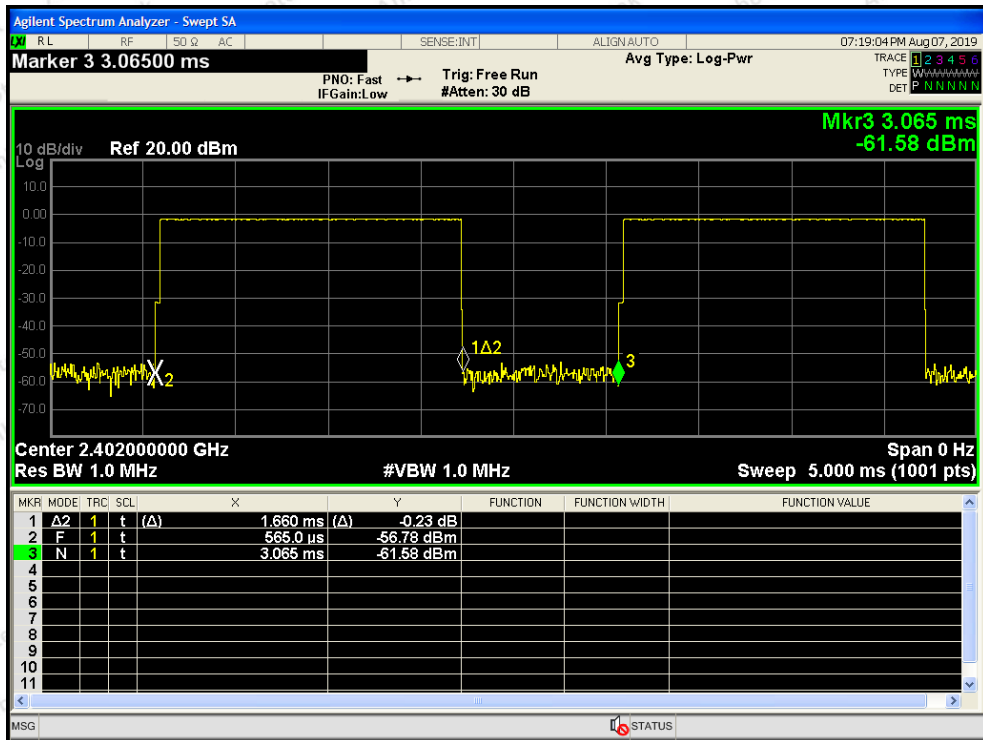 Agilent Spectrum Analyzer - Swept SA
LXI RL RF 50 Ω AC SENSE:INT ALIGNAUTO 07:19:04 PM Aug 07, 2019
Marker 3 3.06500 ms
PNO: Fast Trig: Free Run Avg Type: Log-Pwr TRACE 1 2 3 4 5 6
IFGain:Low #Atten: 30 dB TYPE WWWWWW
DET P N N N N N
Mkr3 3.065 ms
-61.58 dBm
10 dB/div Ref 20.00 dBm
Log
10.0
0.00
-10.0
-20.0
-30.0
-40.0
-50.0
-60.0
-70.0
X2
1Δ2
3
Center 2.402000000 GHz Span 0 Hz
Res BW 1.0 MHz #VBW 1.0 MHz Sweep 5.000 ms (1001 pts)
MKR MODE TRC SCL X Y FUNCTION FUNCTION WIDTH FUNCTION VALUE
1 Δ2 1 t (Δ) 1.660 ms (Δ) -0.23 dB
2 F 1 t 565.0 µs -56.78 dBm
3 N 1 t 3.065 ms -61.58 dBm
4
5
6
7
8
9
10
11
MSG STATUS